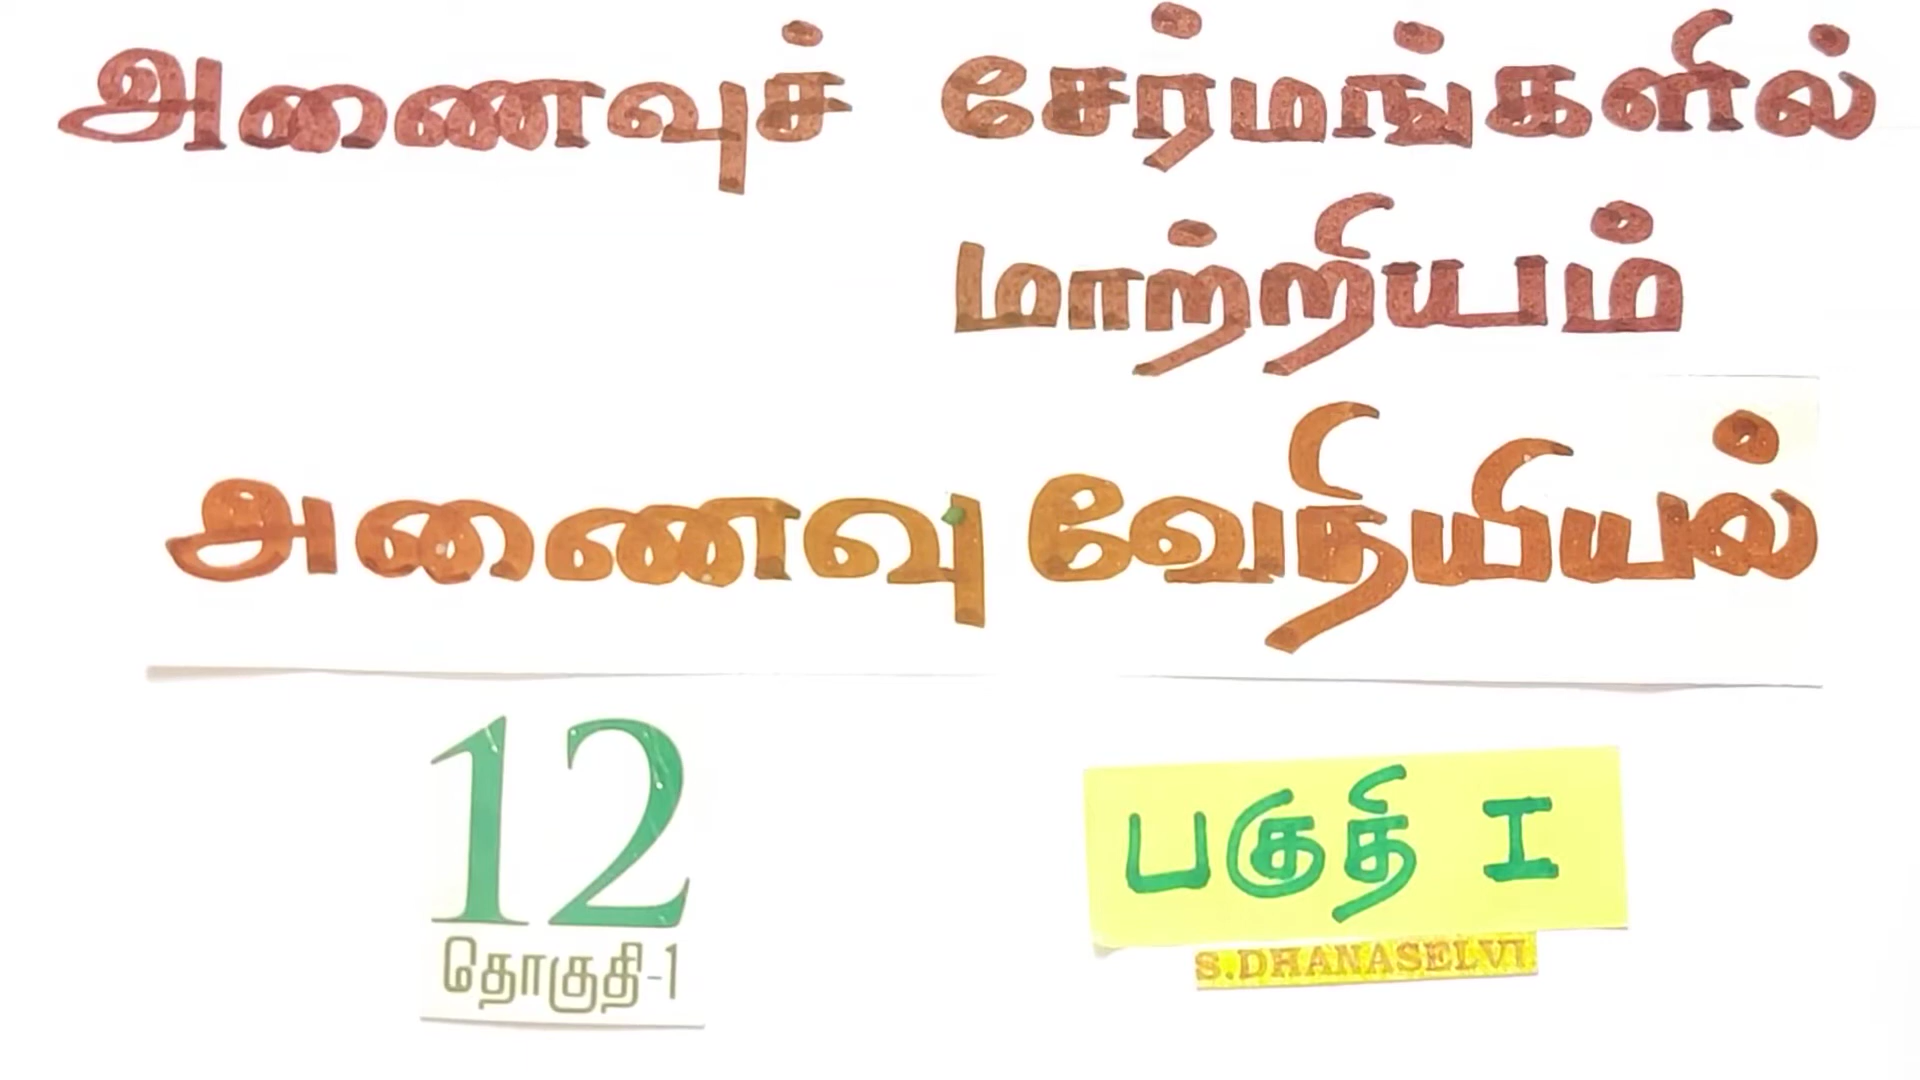 அணைவுச் சேர்மங்களில்
மாற்றியம்
அணைவு வேதியியல்
12
தொகுதி-1
பகுதி I
S.DHANASELVI